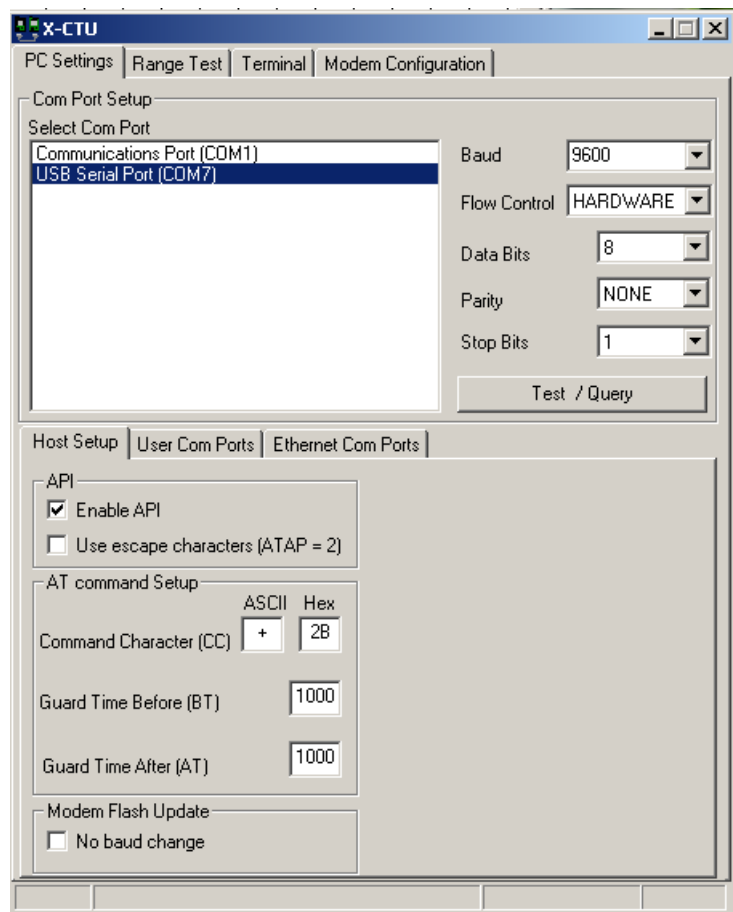 X-CTU
PC Settings Range Test Terminal Modem Configuration
Com Port Setup
Select Com Port
Communications Port (COM1)
USB Serial Port (COM7)
Baud 9600
Flow Control HARDWARE
Data Bits 8
Parity NONE
Stop Bits 1
Test / Query
Host Setup User Com Ports Ethernet Com Ports
API
Enable API
Use escape characters (ATAP = 2)
AT command Setup
ASCII Hex
Command Character (CC) + 2B
Guard Time Before (BT) 1000
Guard Time After (AT) 1000
Modem Flash Update
No baud change